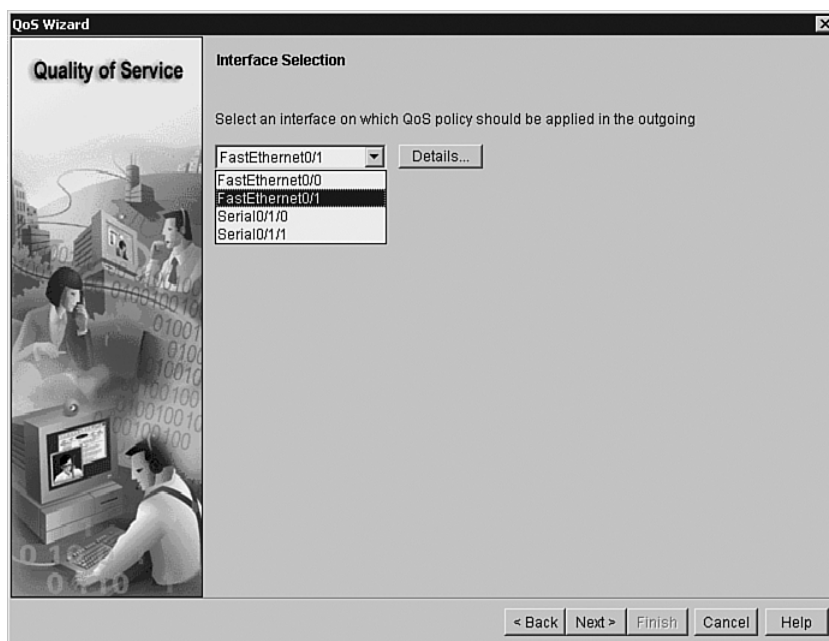 QoS Wizard
Quality of Service
Interface Selection
Select an interface on which QoS policy should be applied in the outgoing
FastEthernet0/1
Details...
FastEthernet0/0
FastEthernet0/1
Serial0/1/0
Serial0/1/1
< Back
Next >
Finish
Cancel
Help